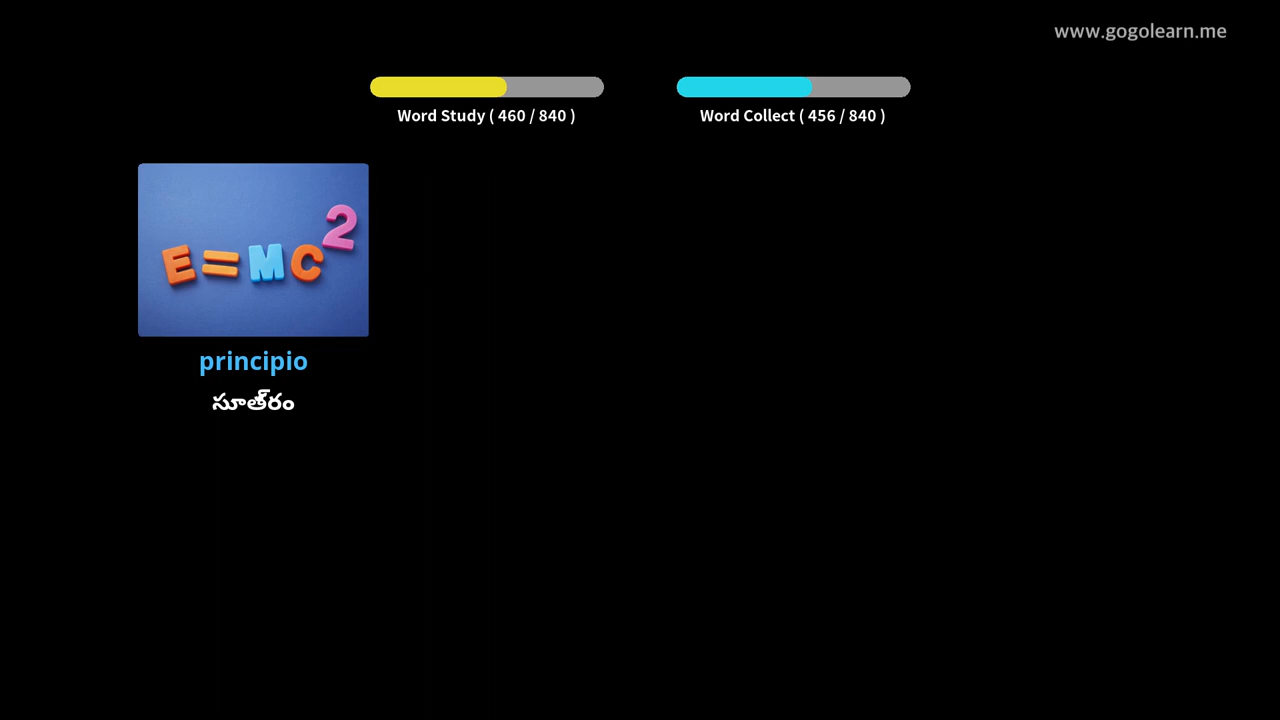 www.gogolearn.me
Word Study ( 460 / 840 )
Word Collect ( 456 / 840 )
E=MC²
principio
సూత్రం